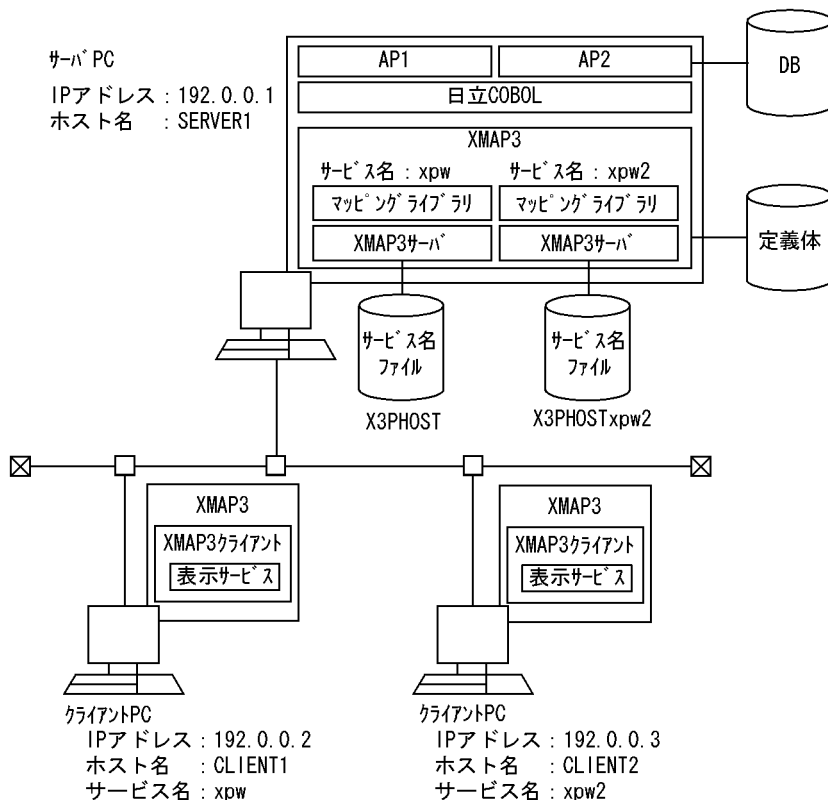 サーバPC
IPアドレス：192.0.0.1
ホスト名　：SERVER1
AP1
AP2
日立COBOL
XMAP3
サービス名：xpw
サービス名：xpw2
マッピングライブラリ
マッピングライブラリ
XMAP3サーバ
XMAP3サーバ
DB
定義体
サービス名
ファイル
サービス名
ファイル
X3PHOST
X3PHOSTxpw2
XMAP3
XMAP3クライアント
表示サービス
XMAP3
XMAP3クライアント
表示サービス
クライアントPC
IPアドレス：192.0.0.2
ホスト名　：CLIENT1
サービス名：xpw
クライアントPC
IPアドレス：192.0.0.3
ホスト名　：CLIENT2
サービス名：xpw2